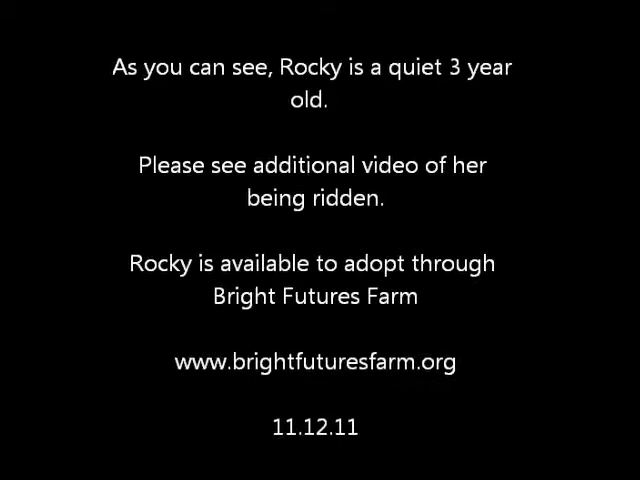 As you can see, Rocky is a quiet 3 year
old.
Please see additional video of her
being ridden.
Rocky is available to adopt through
Bright Futures Farm
www.brightfuturesfarm.org
11.12.11